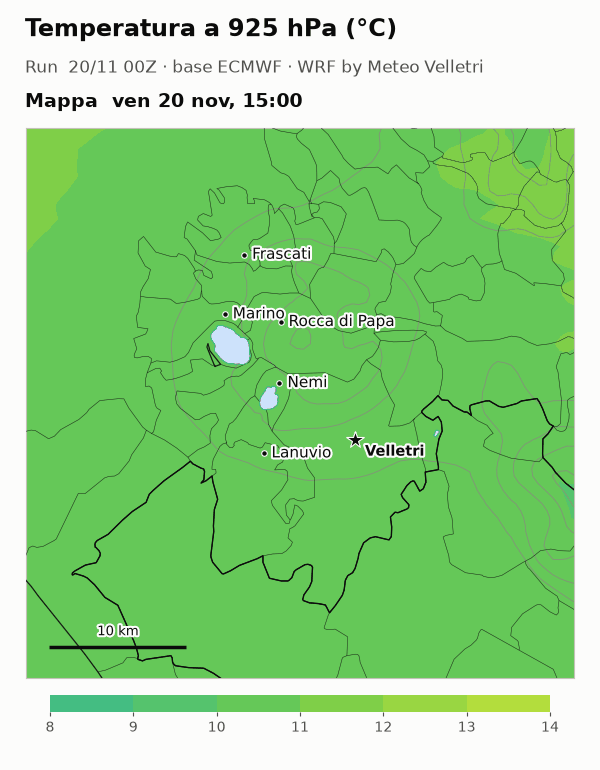 Temperatura a 925 hPa (°C)
Run  20/11 00Z · base ECMWF · WRF by Meteo Velletri
Mappa  ven 20 nov, 15:00
Frascati
Marino
Rocca di Papa
Nemi
Velletri
Lanuvio
10 km
8 9 10 11 12 13 14